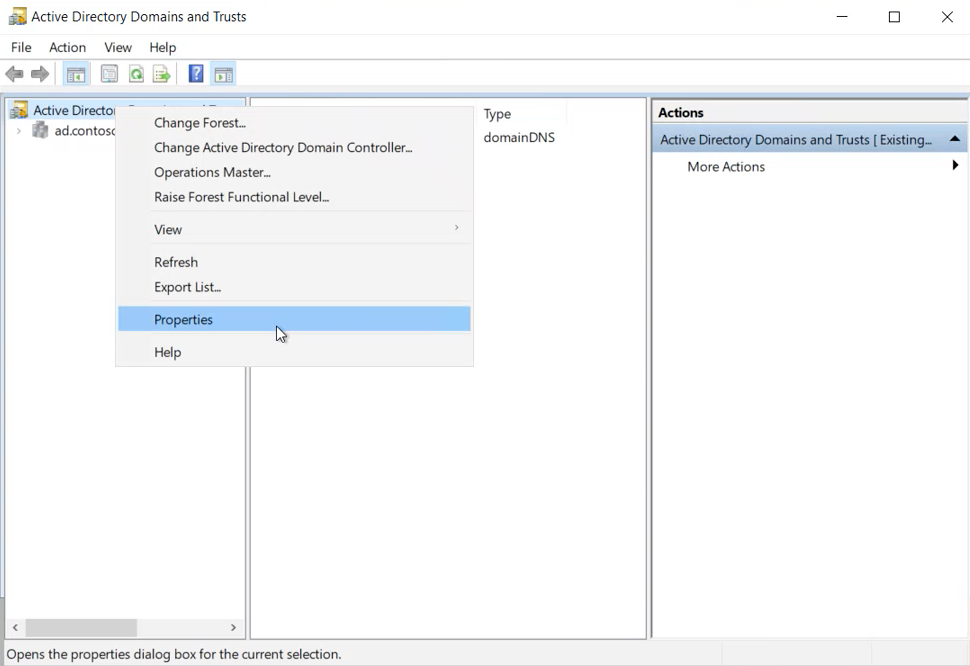 Active Directory Domains and Trusts
File Action View Help
Active Directo
ad.contoso
Change Forest...
Change Active Directory Domain Controller...
Operations Master...
Raise Forest Functional Level...
View
Refresh
Export List...
Properties
Help
Type
domainDNS
Actions
Active Directory Domains and Trusts [ Existing...
More Actions
Opens the properties dialog box for the current selection.